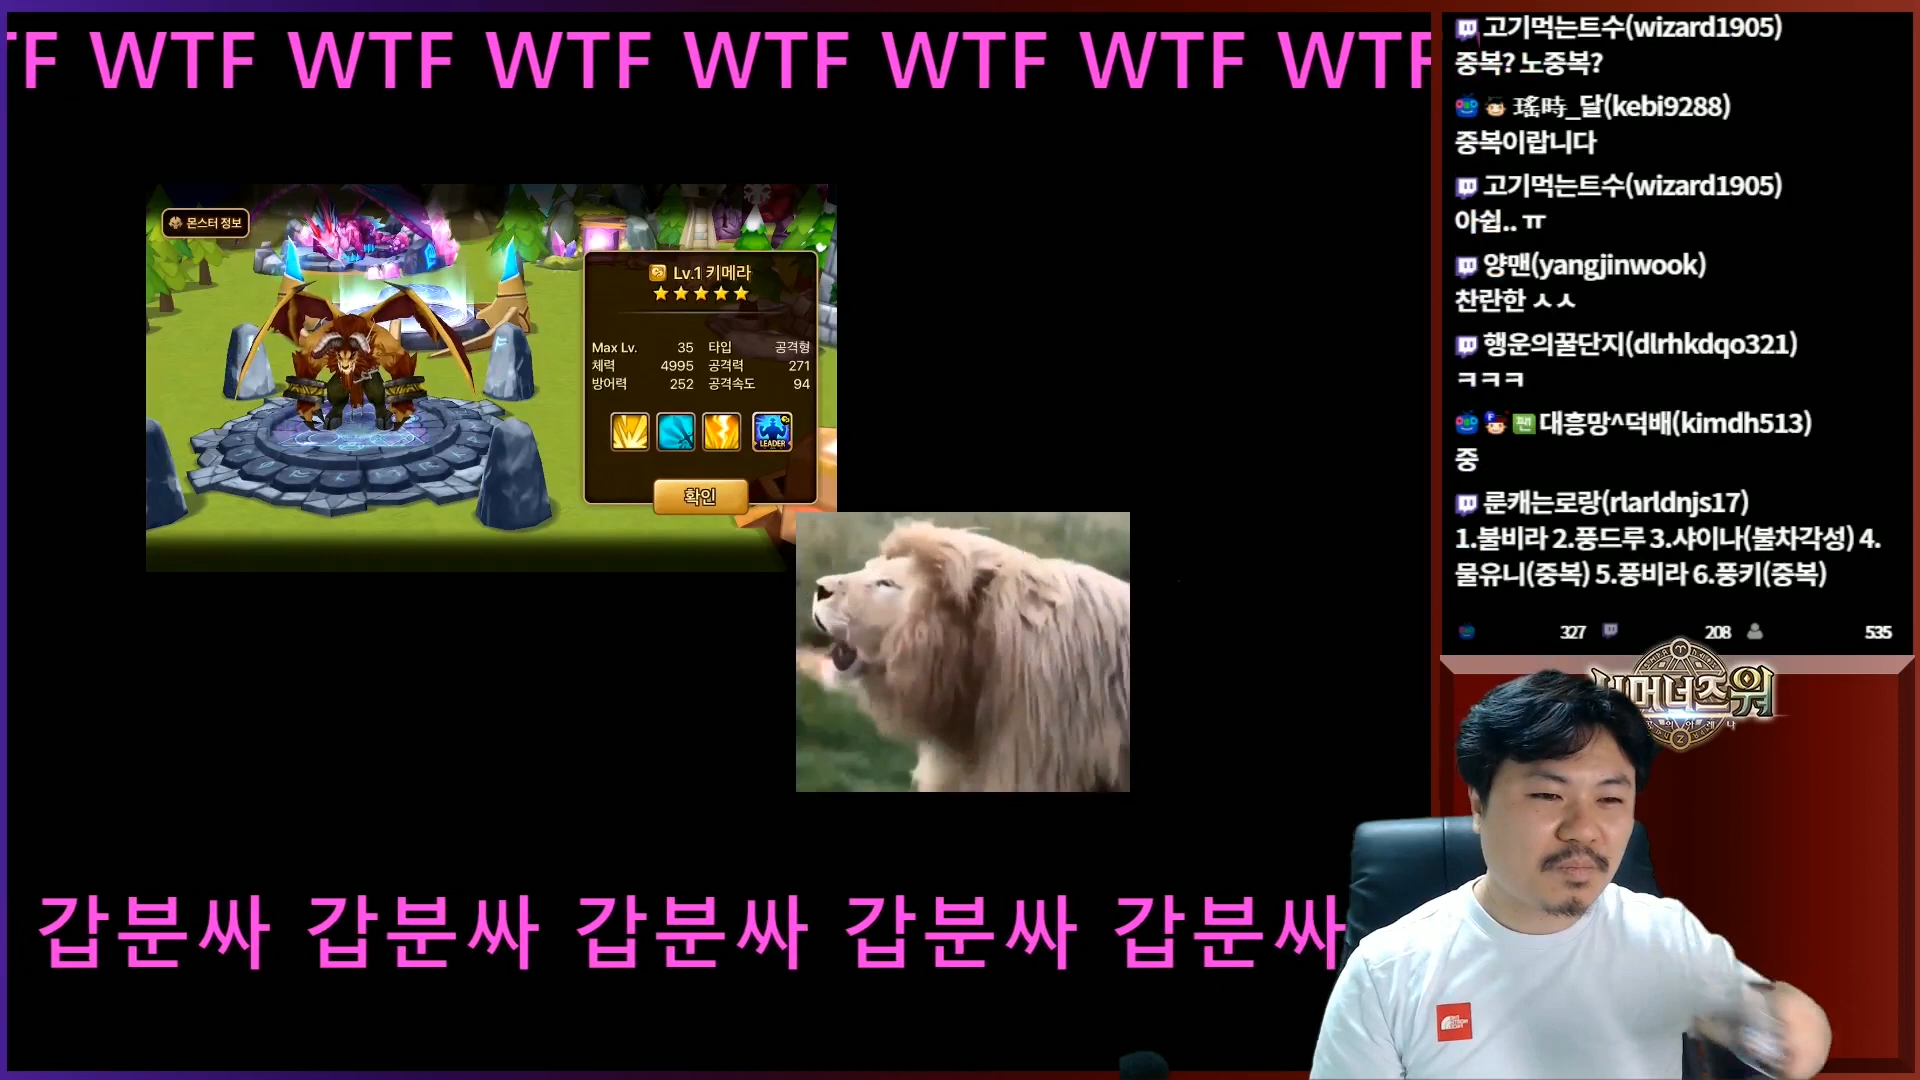 F WTF WTF WTF WTF WTF WTF WTF
몬스터 정보
Lv.1 키메라
Max Lv. 35 타입 공격형
체력 4995 공격력 271
방어력 252 공격속도 94
LEADER
확인
갑분싸 갑분싸 갑분싸 갑분싸 갑분싸
고기먹는트수(wizard1905)
중복? 노중복?
瑤時_달(kebi9288)
중복이랍니다
고기먹는트수(wizard1905)
아쉽.. ㅠ
양맨(yangjinwook)
찬란한 ㅅㅅ
행운의꿀단지(dlrhkdqo321)
ㅋㅋㅋ
대흥망^덕배(kimdh513)
중
룬캐는로랑(rlarldnjs17)
1.불비라 2.풍드루 3.샤이나(불차각성) 4.
물유니(중복) 5.풍비라 6.풍키(중복)
327 208 535
서머너즈워